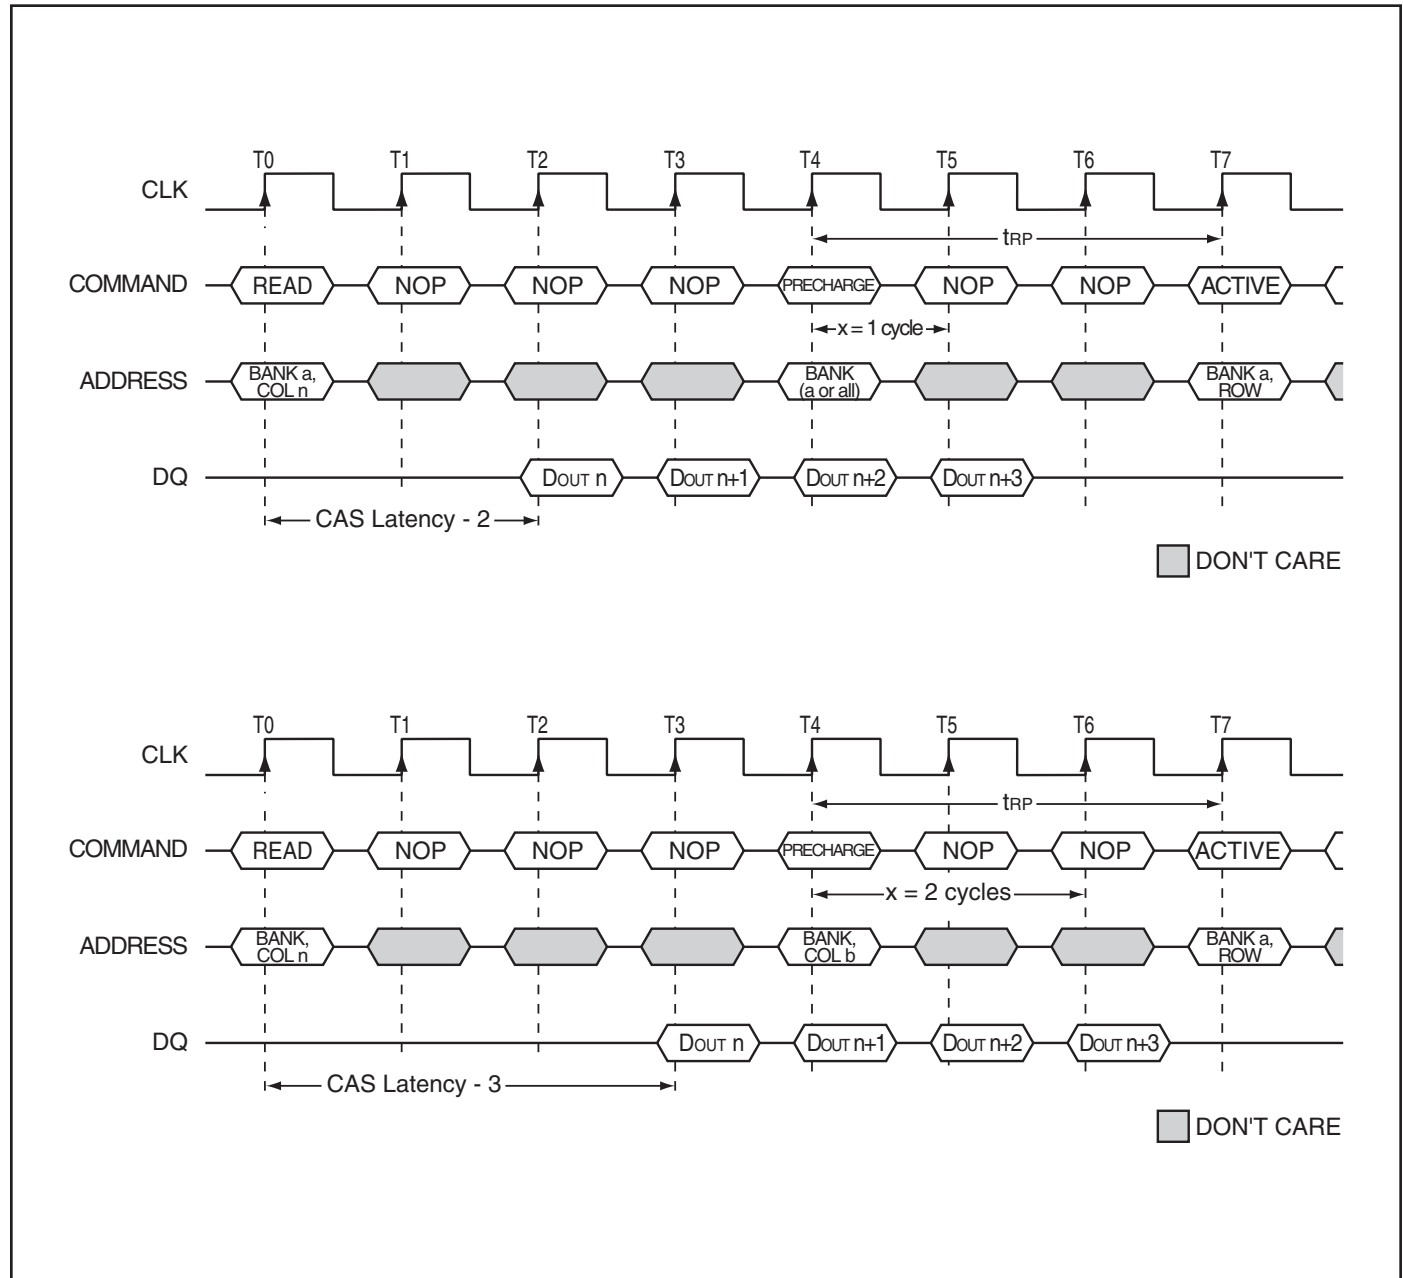 T0 T1 T2 T3 T4 T5 T6 T7
CLK
tRP
COMMAND READ NOP NOP NOP PRECHARGE NOP NOP ACTIVE
x = 1 cycle
ADDRESS BANK a, COL n BANK (a or all) BANK a, ROW
DQ DOUT n DOUT n+1 DOUT n+2 DOUT n+3
CAS Latency - 2
DON'T CARE
T0 T1 T2 T3 T4 T5 T6 T7
CLK
tRP
COMMAND READ NOP NOP NOP PRECHARGE NOP NOP ACTIVE
x = 2 cycles
ADDRESS BANK, COL n BANK, COL b BANK a, ROW
DQ DOUT n DOUT n+1 DOUT n+2 DOUT n+3
CAS Latency - 3
DON'T CARE